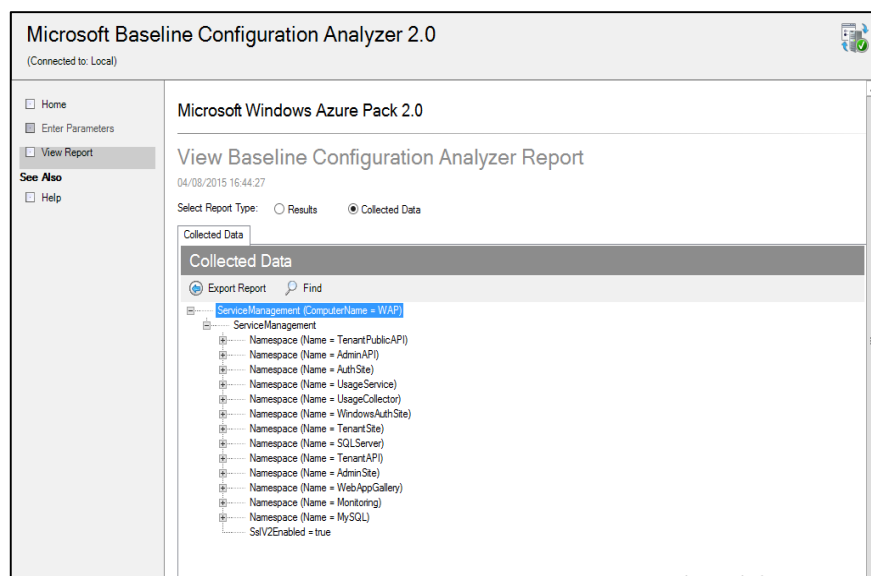 Microsoft Baseline Configuration Analyzer 2.0
(Connected to: Local)
Home
Enter Parameters
View Report
See Also
Help
Microsoft Windows Azure Pack 2.0
View Baseline Configuration Analyzer Report
04/08/2015 16:44:27
Select Report Type: Results Collected Data
Collected Data
Collected Data
Export Report Find
ServiceManagement (ComputerName = WAP)
ServiceManagement
Namespace (Name = TenantPublicAPI)
Namespace (Name = AdminAPI)
Namespace (Name = AuthSite)
Namespace (Name = UsageService)
Namespace (Name = UsageCollector)
Namespace (Name = WindowsAuthSite)
Namespace (Name = TenantSite)
Namespace (Name = SQLServer)
Namespace (Name = TenantAPI)
Namespace (Name = AdminSite)
Namespace (Name = WebAppGallery)
Namespace (Name = Monitoring)
Namespace (Name = MySQL)
SslV2Enabled = true